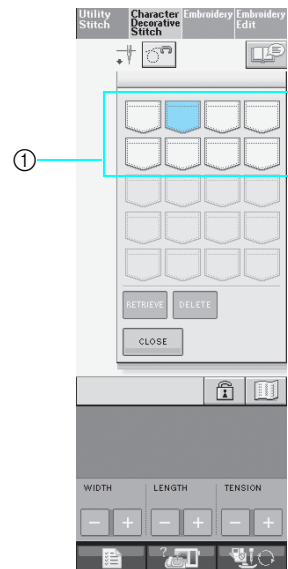 Utility Stitch
Character Decorative Stitch
Embroidery
Embroidery Edit
1
RETRIEVE
DELETE
CLOSE
WIDTH
LENGTH
TENSION
− + − + − +
?